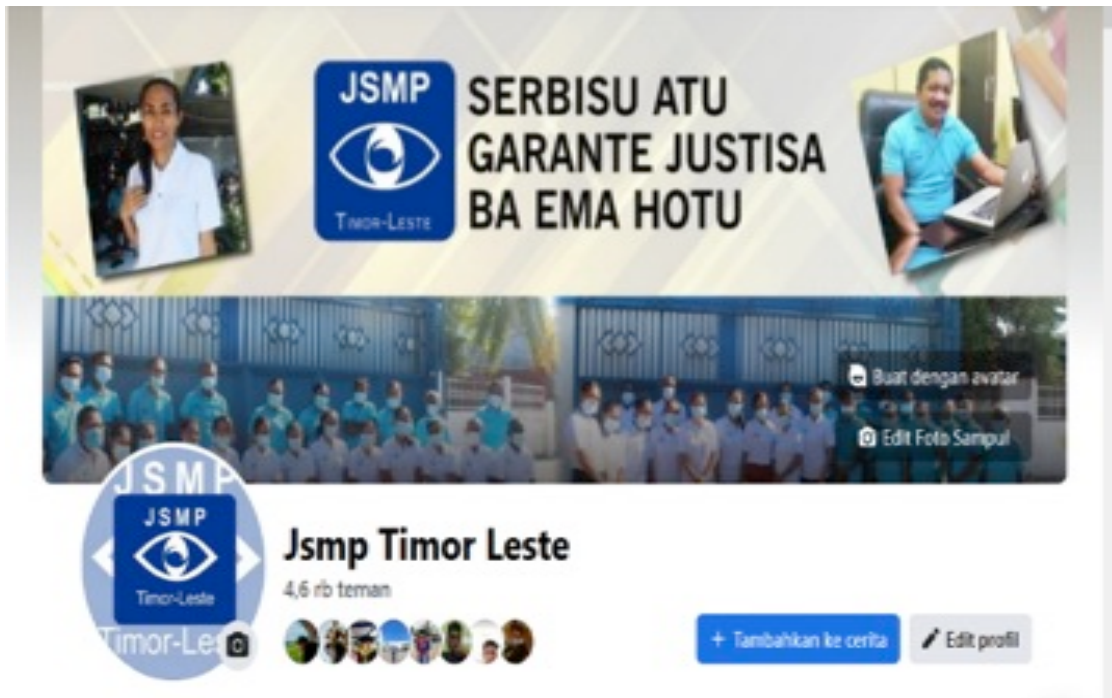 JSMP
TIMOR-LESTE
SERBISU ATU
GARANTE JUSTISA
BA EMA HOTU
Buat dengan avatar
Edit Foto Sampul
JSMP
JSMP
Timor-Leste
Timor-Les
Jsmp Timor Leste
4,6 rb teman
+ Tambahkan ke cerita
Edit profil